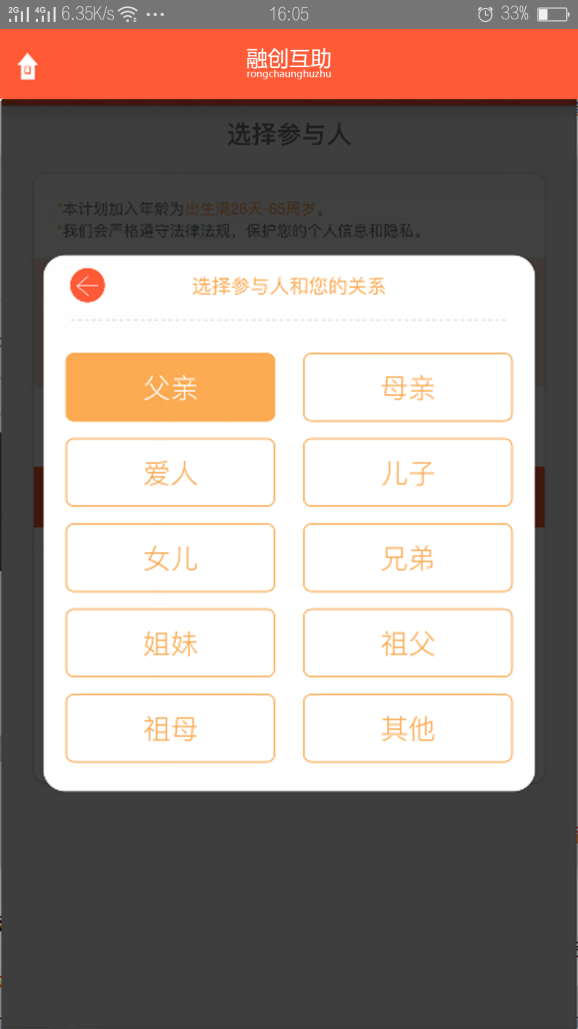 2G 4G 6.35K/s 16:05 33%
融创互助
rongchaunghuzhu
选择参与人
*本计划加入年龄为出生满28天-65周岁。
*我们会严格遵守法律法规，保护您的个人信息和隐私。
选择参与人和您的关系
父亲 母亲
爱人 儿子
女儿 兄弟
姐妹 祖父
祖母 其他